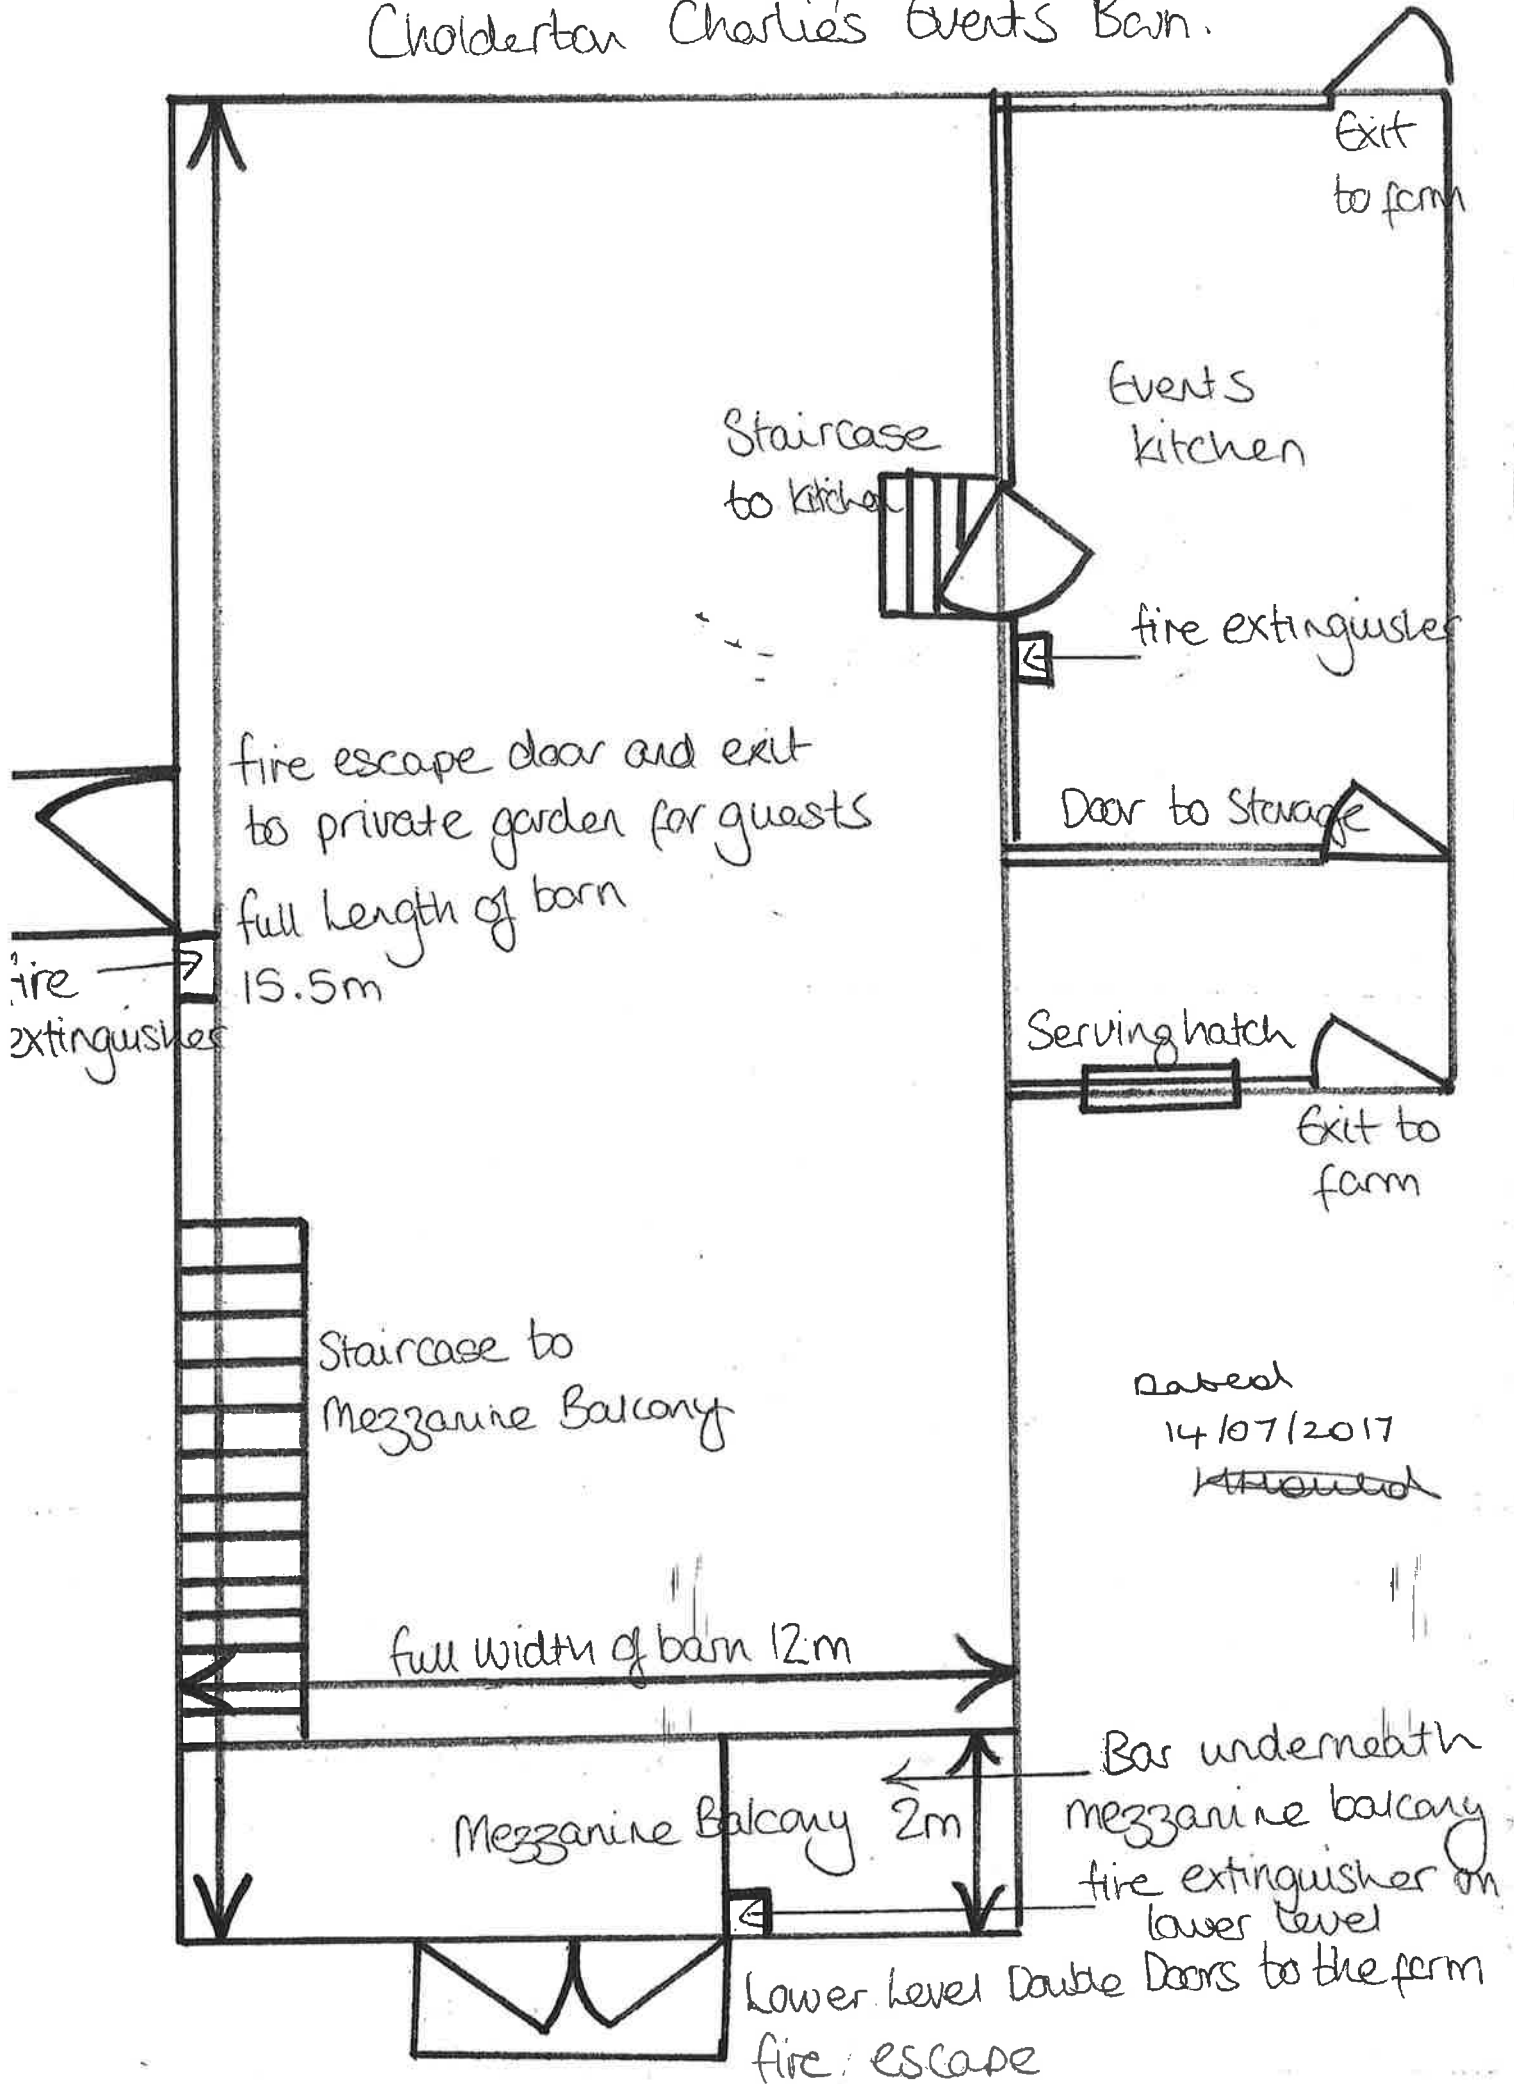 Cholderton Charlie's Events Barn.
Exit
to farm
Events
kitchen
Staircase
to kitchen
fire extinguisher
fire escape door and exit
to private garden for guests
full length of barn
15.5m
fire
extinguisher
Door to Storage
Serving hatch
Exit to
farm
Staircase to
Mezzanine Balcony
Dated
14/07/2017
full width of barn 12m
Mezzanine Balcony 2m
Bar underneath
mezzanine balcony
fire extinguisher on
lower level
Lower Level Double Doors to the farm
fire escape